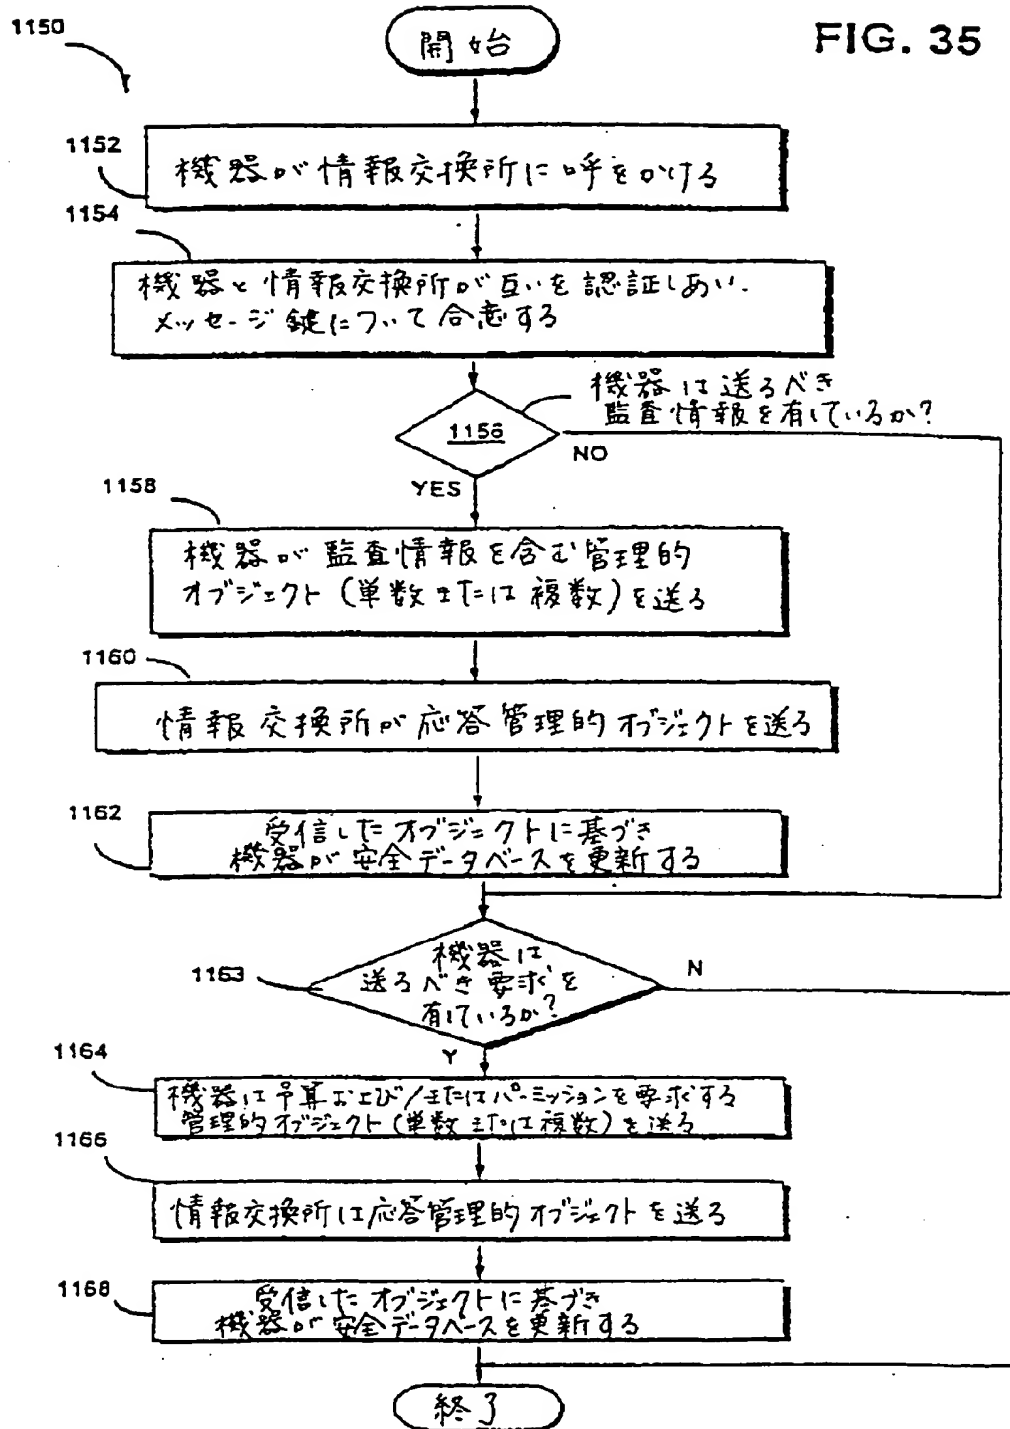 1150
開始
FIG. 35
1152
機器が情報交換所に呼をかける
1154
機器と情報交換所が互いを認証しあい、
メッセージ鍵について合意する
機器は送るべき
監査情報を有しているか?
1156
NO
YES
1158
機器が監査情報を含む管理的
オブジェクト(単数または複数)を送る
1160
情報交換所が応答管理的オブジェクトを送る
1162
受信したオブジェクトに基づき
機器が安全データベースを更新する
1163
機器は
送るべき要求を
有しているか?
N
Y
1164
機器は予算および/またはパーミッションを要求する
管理的オブジェクト(単数または複数)を送る
1166
情報交換所は応答管理的オブジェクトを送る
1168
受信したオブジェクトに基づき
機器が安全データベースを更新する
終了